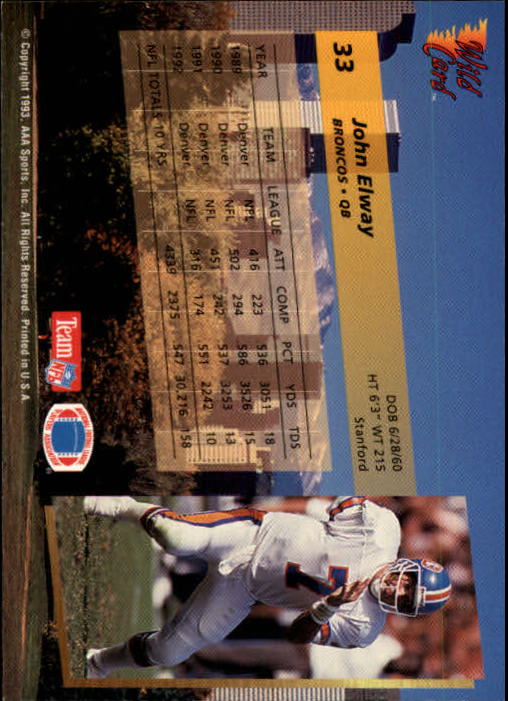 Wild Card™
33
John Elway
BRONCOS • QB
DOB 6/28/60
HT 6'3" WT 215
Stanford
YEAR TEAM LEAGUE ATT COMP PCT YDS TDS
1989 Denver NFL 416 223 536 3051 18
1990 Denver NFL 502 294 586 3526 15
1991 Denver NFL 451 242 537 3253 13
1992 Denver NFL 316 174 551 2242 10
NFL TOTALS 10 YRS 4339 2375 547 30,216 158
Team NFL
7
© Copyright 1993, AAA Sports, Inc. All Rights Reserved. Printed in U.S.A.